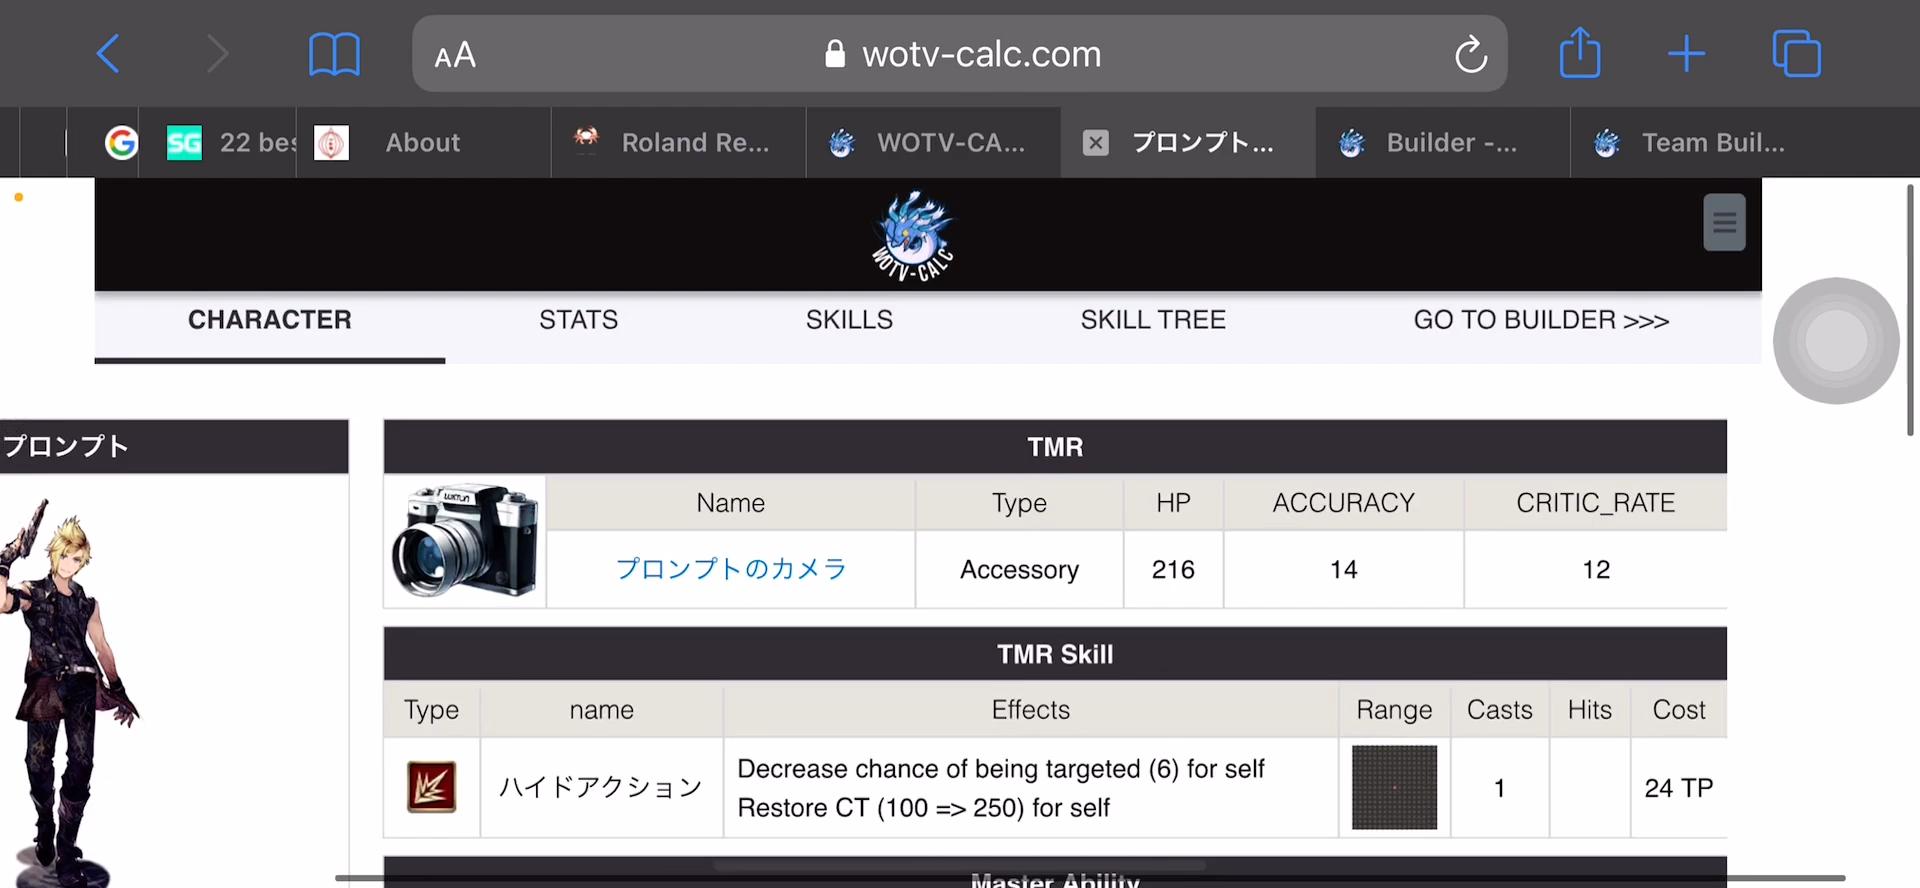 AA wotv-calc.com
22 bes
About
Roland Re...
WOTV-CA...
プロンプト...
Builder -...
Team Buil...
WOTV-CALC
CHARACTER STATS SKILLS SKILL TREE GO TO BUILDER >>>
プロンプト
TMR
Name Type HP ACCURACY CRITIC_RATE
プロンプトのカメラ Accessory 216 14 12
TMR Skill
Type name Effects Range Casts Hits Cost
ハイドアクション
Decrease chance of being targeted (6) for self
Restore CT (100 => 250) for self
1 24 TP
Master Ability